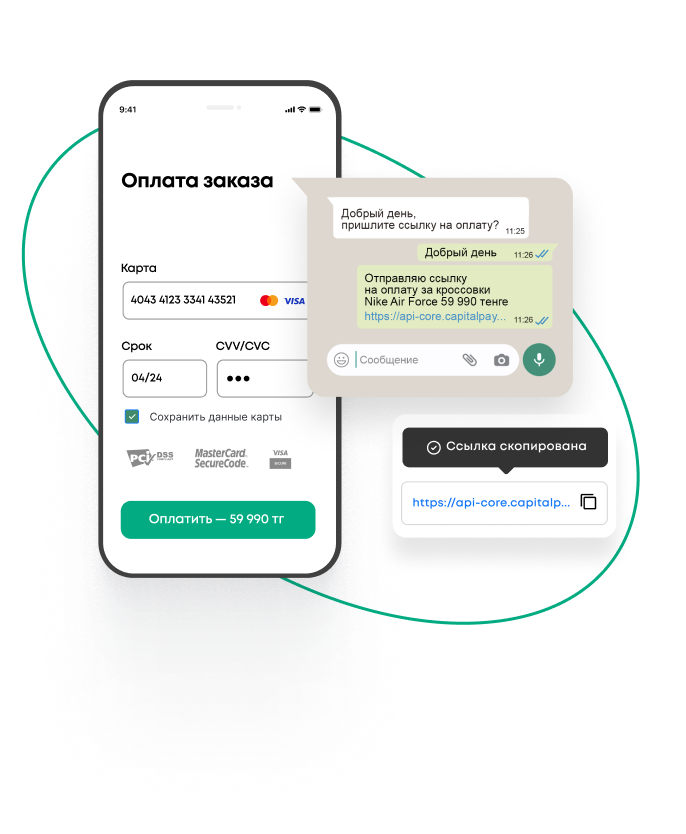 9:41
Оплата заказа
Карта
4043 4123 3341 43521
VISA
Срок
CVV/CVC
04/24
Сохранить данные карты
PCI DSS
MasterCard.
SecureCode.
VISA
Оплатить — 59 990 тг
Добрый день,
пришлите ссылку на оплату?
11:25
Добрый день
11:26
Отправляю ссылку
на оплату за кроссовки
Nike Air Force 59 990 тенге
https://api-core.capitalpay...
11:26
Сообщение
Ссылка скопирована
https://api-core.capitalp...